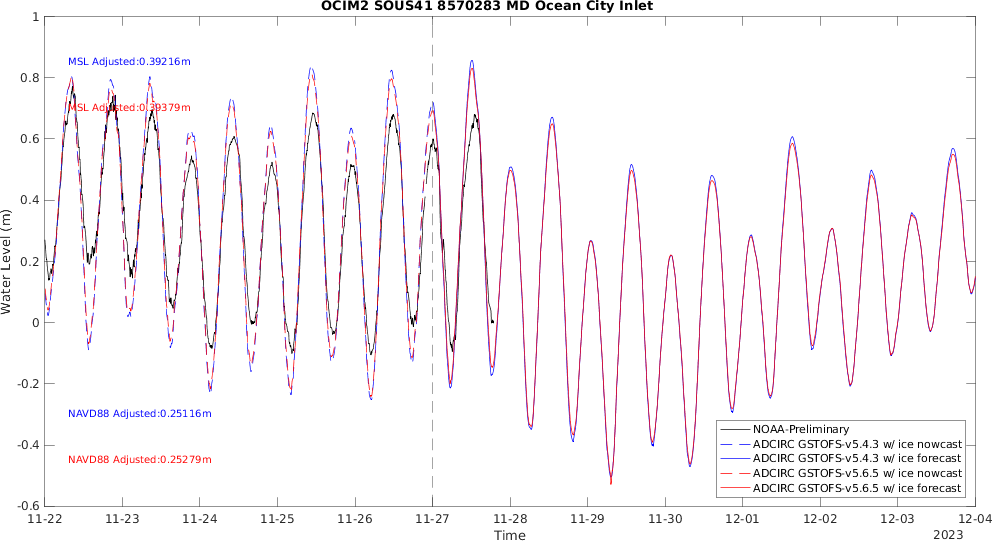 OCIM2 SOUS41 8570283 MD Ocean City Inlet
1
0.8
0.6
0.4
0.2
0
-0.2
-0.4
-0.6
Water Level (m)
MSL Adjusted:0.39216m
MSL Adjusted:0.39379m
NAVD88 Adjusted:0.25116m
NAVD88 Adjusted:0.25279m
NOAA-Preliminary
ADCIRC GSTOFS-v5.4.3 w/ ice nowcast
ADCIRC GSTOFS-v5.4.3 w/ ice forecast
ADCIRC GSTOFS-v5.6.5 w/ ice nowcast
ADCIRC GSTOFS-v5.6.5 w/ ice forecast
11-22 11-23 11-24 11-25 11-26 11-27 11-28 11-29 11-30 12-01 12-02 12-03 12-04
Time
2023